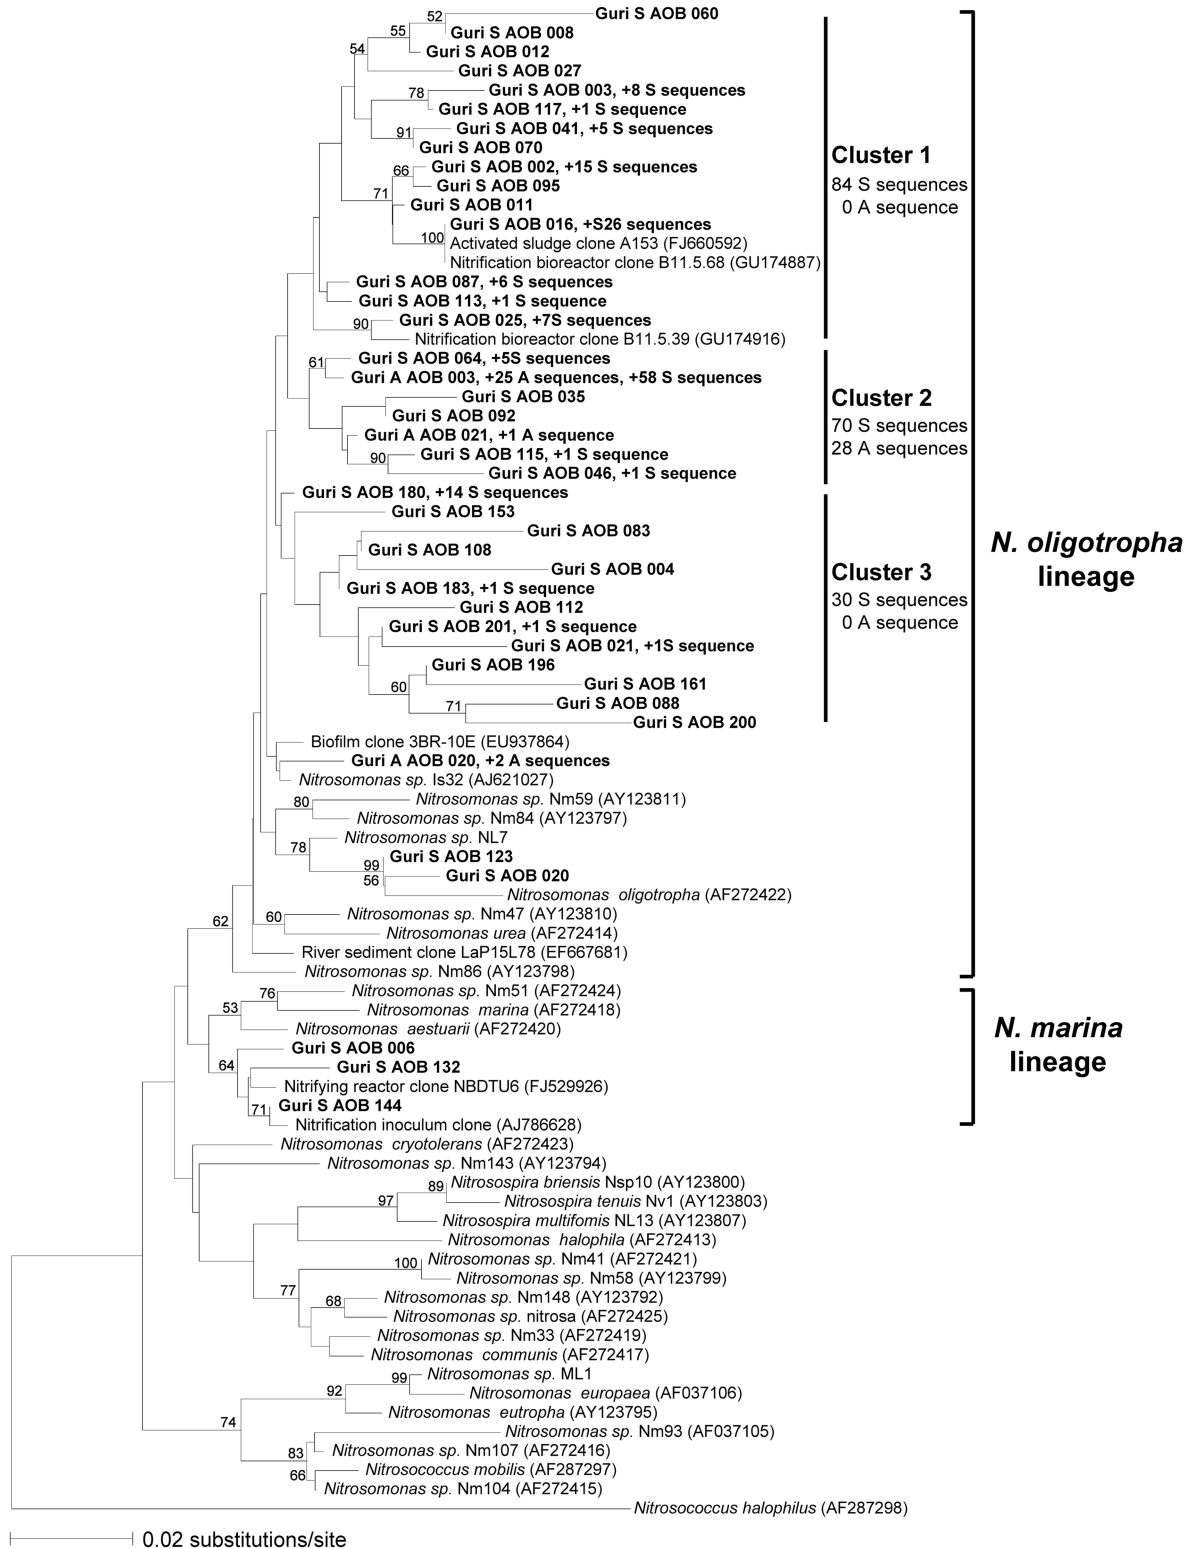 52
Guri S AOB 060
55
Guri S AOB 008
54
Guri S AOB 012
Guri S AOB 027
78
Guri S AOB 003, +8 S sequences
Guri S AOB 117, +1 S sequence
91
Guri S AOB 041, +5 S sequences
Guri S AOB 070
66
Guri S AOB 002, +15 S sequences
71
Guri S AOB 095
Guri S AOB 011
Guri S AOB 016, +S26 sequences
100
Activated sludge clone A153 (FJ660592)
Nitrification bioreactor clone B11.5.68 (GU174887)
Guri S AOB 087, +6 S sequences
Guri S AOB 113, +1 S sequence
90
Guri S AOB 025, +7S sequences
Nitrification bioreactor clone B11.5.39 (GU174916)
Cluster 1
84 S sequences
0 A sequence
61
Guri S AOB 064, +5S sequences
Guri A AOB 003, +25 A sequences, +58 S sequences
Guri S AOB 035
Guri S AOB 092
Guri A AOB 021, +1 A sequence
90
Guri S AOB 115, +1 S sequence
Guri S AOB 046, +1 S sequence
Cluster 2
70 S sequences
28 A sequences
Guri S AOB 180, +14 S sequences
Guri S AOB 153
Guri S AOB 083
Guri S AOB 108
Guri S AOB 004
Guri S AOB 183, +1 S sequence
Guri S AOB 112
Guri S AOB 201, +1 S sequence
Guri S AOB 021, +1S sequence
Guri S AOB 196
60
Guri S AOB 161
71
Guri S AOB 088
Guri S AOB 200
Cluster 3
30 S sequences
0 A sequence
N. oligotropha
lineage
Biofilm clone 3BR-10E (EU937864)
Guri A AOB 020, +2 A sequences
Nitrosomonas sp. Is32 (AJ621027)
80
Nitrosomonas sp. Nm59 (AY123811)
Nitrosomonas sp. Nm84 (AY123797)
Nitrosomonas sp. NL7
78
Guri S AOB 123
99
56
Guri S AOB 020
Nitrosomonas oligotropha (AF272422)
62
60
Nitrosomonas sp. Nm47 (AY123810)
Nitrosomonas urea (AF272414)
River sediment clone LaP15L78 (EF667681)
Nitrosomonas sp. Nm86 (AY123798)
76
Nitrosomonas sp. Nm51 (AF272424)
53
Nitrosomonas marina (AF272418)
Nitrosomonas aestuarii (AF272420)
Guri S AOB 006
64
Guri S AOB 132
Nitrifying reactor clone NBDTU6 (FJ529926)
71
Guri S AOB 144
Nitrification inoculum clone (AJ786628)
N. marina
lineage
Nitrosomonas cryotolerans (AF272423)
Nitrosomonas sp. Nm143 (AY123794)
89
Nitrosospira briensis Nsp10 (AY123800)
97
Nitrosospira tenuis Nv1 (AY123803)
Nitrosospira multifomis NL13 (AY123807)
Nitrosomonas halophila (AF272413)
100
Nitrosomonas sp. Nm41 (AF272421)
Nitrosomonas sp. Nm58 (AY123799)
77
68
Nitrosomonas sp. Nm148 (AY123792)
Nitrosomonas sp. nitrosa (AF272425)
Nitrosomonas sp. Nm33 (AF272419)
Nitrosomonas communis (AF272417)
99
Nitrosomonas sp. ML1
92
Nitrosomonas europaea (AF037106)
Nitrosomonas eutropha (AY123795)
74
Nitrosomonas sp. Nm93 (AF037105)
83
Nitrosomonas sp. Nm107 (AF272416)
66
Nitrosococcus mobilis (AF287297)
Nitrosomonas sp. Nm104 (AF272415)
Nitrosococcus halophilus (AF287298)
0.02 substitutions/site